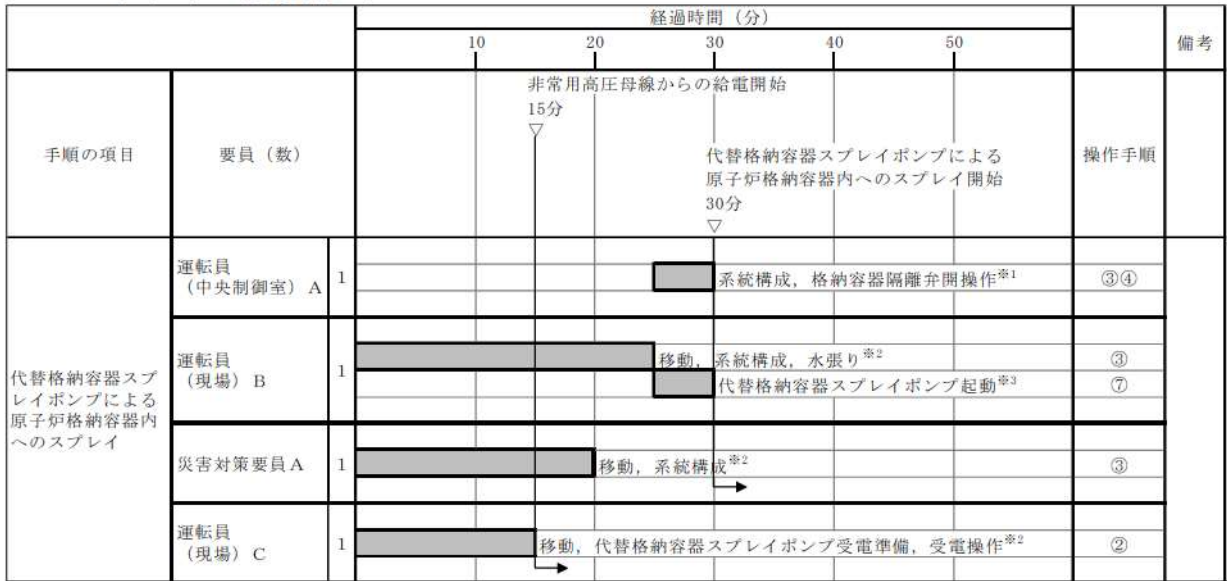 経過時間（分）
備考
10 20 30 40 50
手順の項目
要員（数）
非常用高圧母線からの給電開始
15分
▽
代替格納容器スプレイポンプによる
原子炉格納容器内へのスプレイ開始
30分
▽
操作手順
代替格納容器スプ
レイポンプによる
原子炉格納容器内
へのスプレイ
運転員
（中央制御室）A
1
系統構成，格納容器隔離弁開操作※1
③④
運転員
（現場）B
1
移動，系統構成，水張り※2
③
代替格納容器スプレイポンプ起動※3
⑦
災害対策要員A
1
移動，系統構成※2
③
運転員
（現場）C
1
移動，代替格納容器スプレイポンプ受電準備，受電操作※2
②